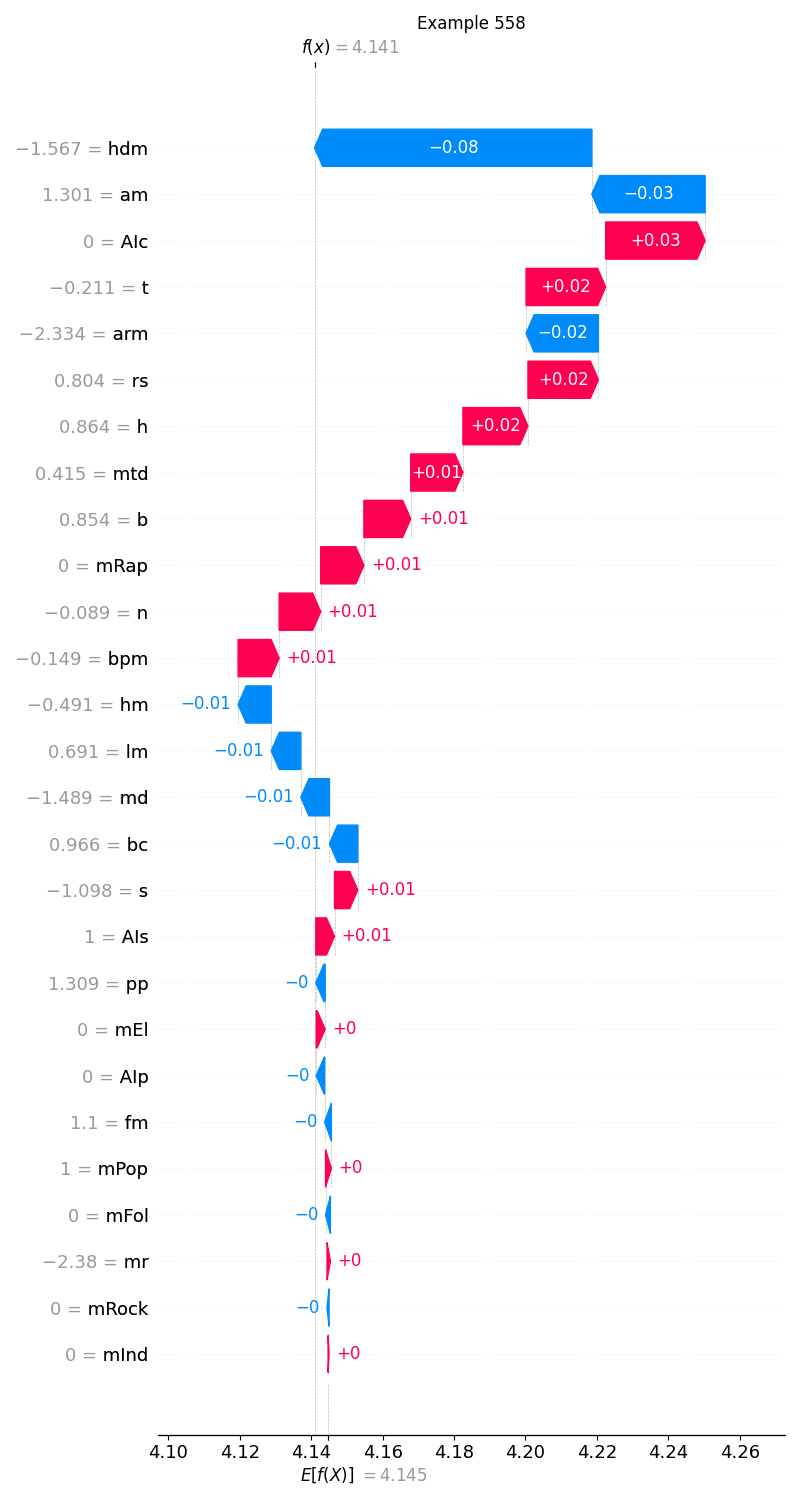 Example 558
f(x) = 4.141
−1.567 = hdm −0.08
1.301 = am −0.03
0 = AIc +0.03
−0.211 = t +0.02
−2.334 = arm −0.02
0.804 = rs +0.02
0.864 = h +0.02
0.415 = mtd +0.01
0.854 = b +0.01
0 = mRap +0.01
−0.089 = n +0.01
−0.149 = bpm +0.01
−0.491 = hm −0.01
0.691 = lm −0.01
−1.489 = md −0.01
0.966 = bc −0.01
−1.098 = s +0.01
1 = AIs +0.01
1.309 = pp −0
0 = mEl +0
0 = AIp −0
1.1 = fm −0
1 = mPop +0
0 = mFol −0
−2.38 = mr +0
0 = mRock −0
0 = mInd +0
4.10 4.12 4.14 4.16 4.18 4.20 4.22 4.24 4.26
E[f(X)] = 4.145